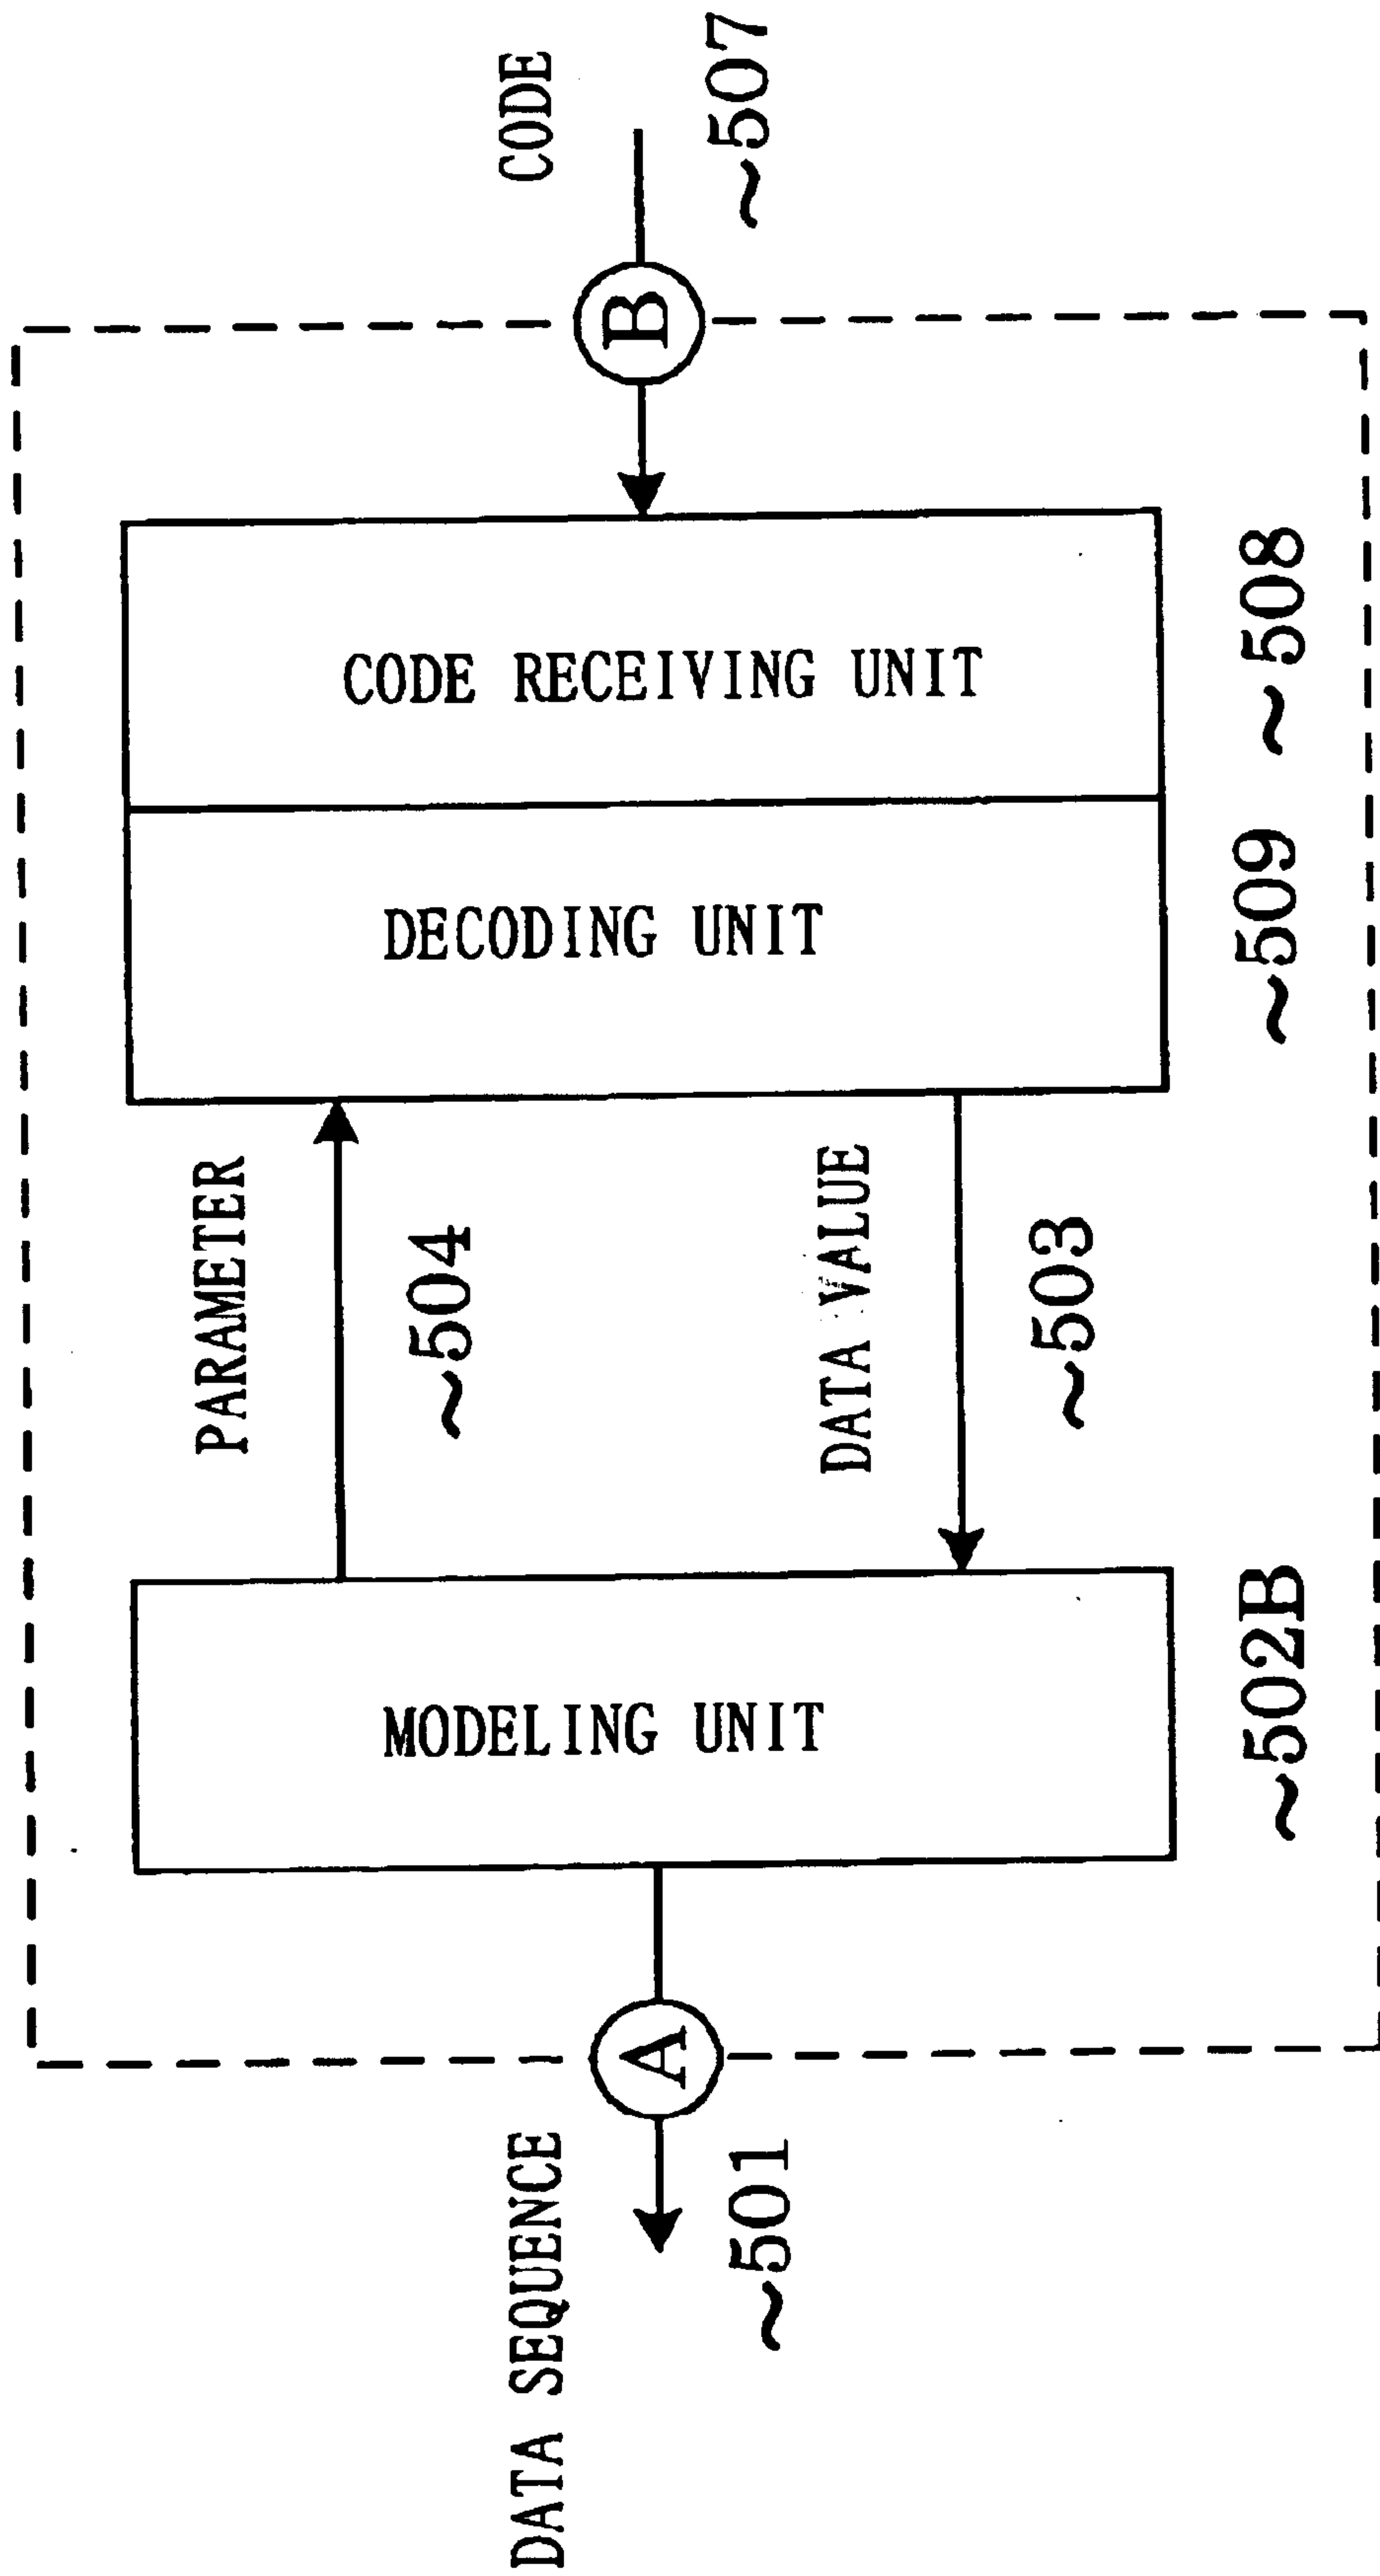 CODE
~507
B
CODE RECEIVING UNIT
~508
DECODING UNIT
~509
PARAMETER
~504
DATA VALUE
~503
MODELING UNIT
~502B
A
DATA SEQUENCE
~501